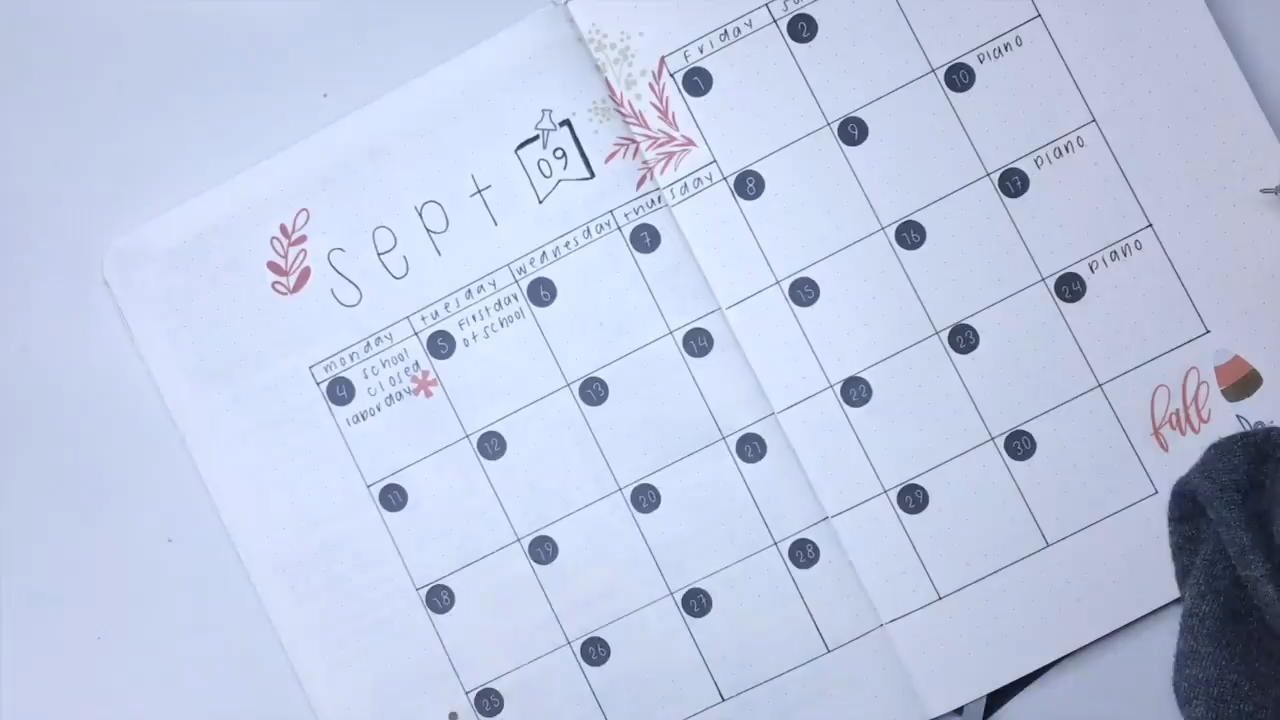 sept
09
monday
tuesday
wednesday
thursday
Friday
1
2
4
school
closed
labor day
5
First day
of school
6
7
8
9
10
piano
11
12
13
14
15
16
17
piano
18
19
20
21
22
23
24
piano
25
26
27
28
29
30
fall